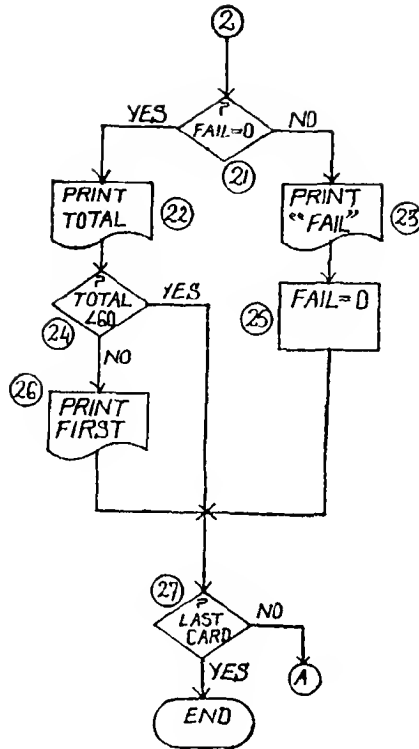 2
?
FAIL=0
YES
NO
21
PRINT
TOTAL
22
PRINT
"FAIL"
23
?
TOTAL
<60
24
YES
NO
FAIL=0
25
26
PRINT
FIRST
27
?
LAST
CARD
NO
YES
A
END